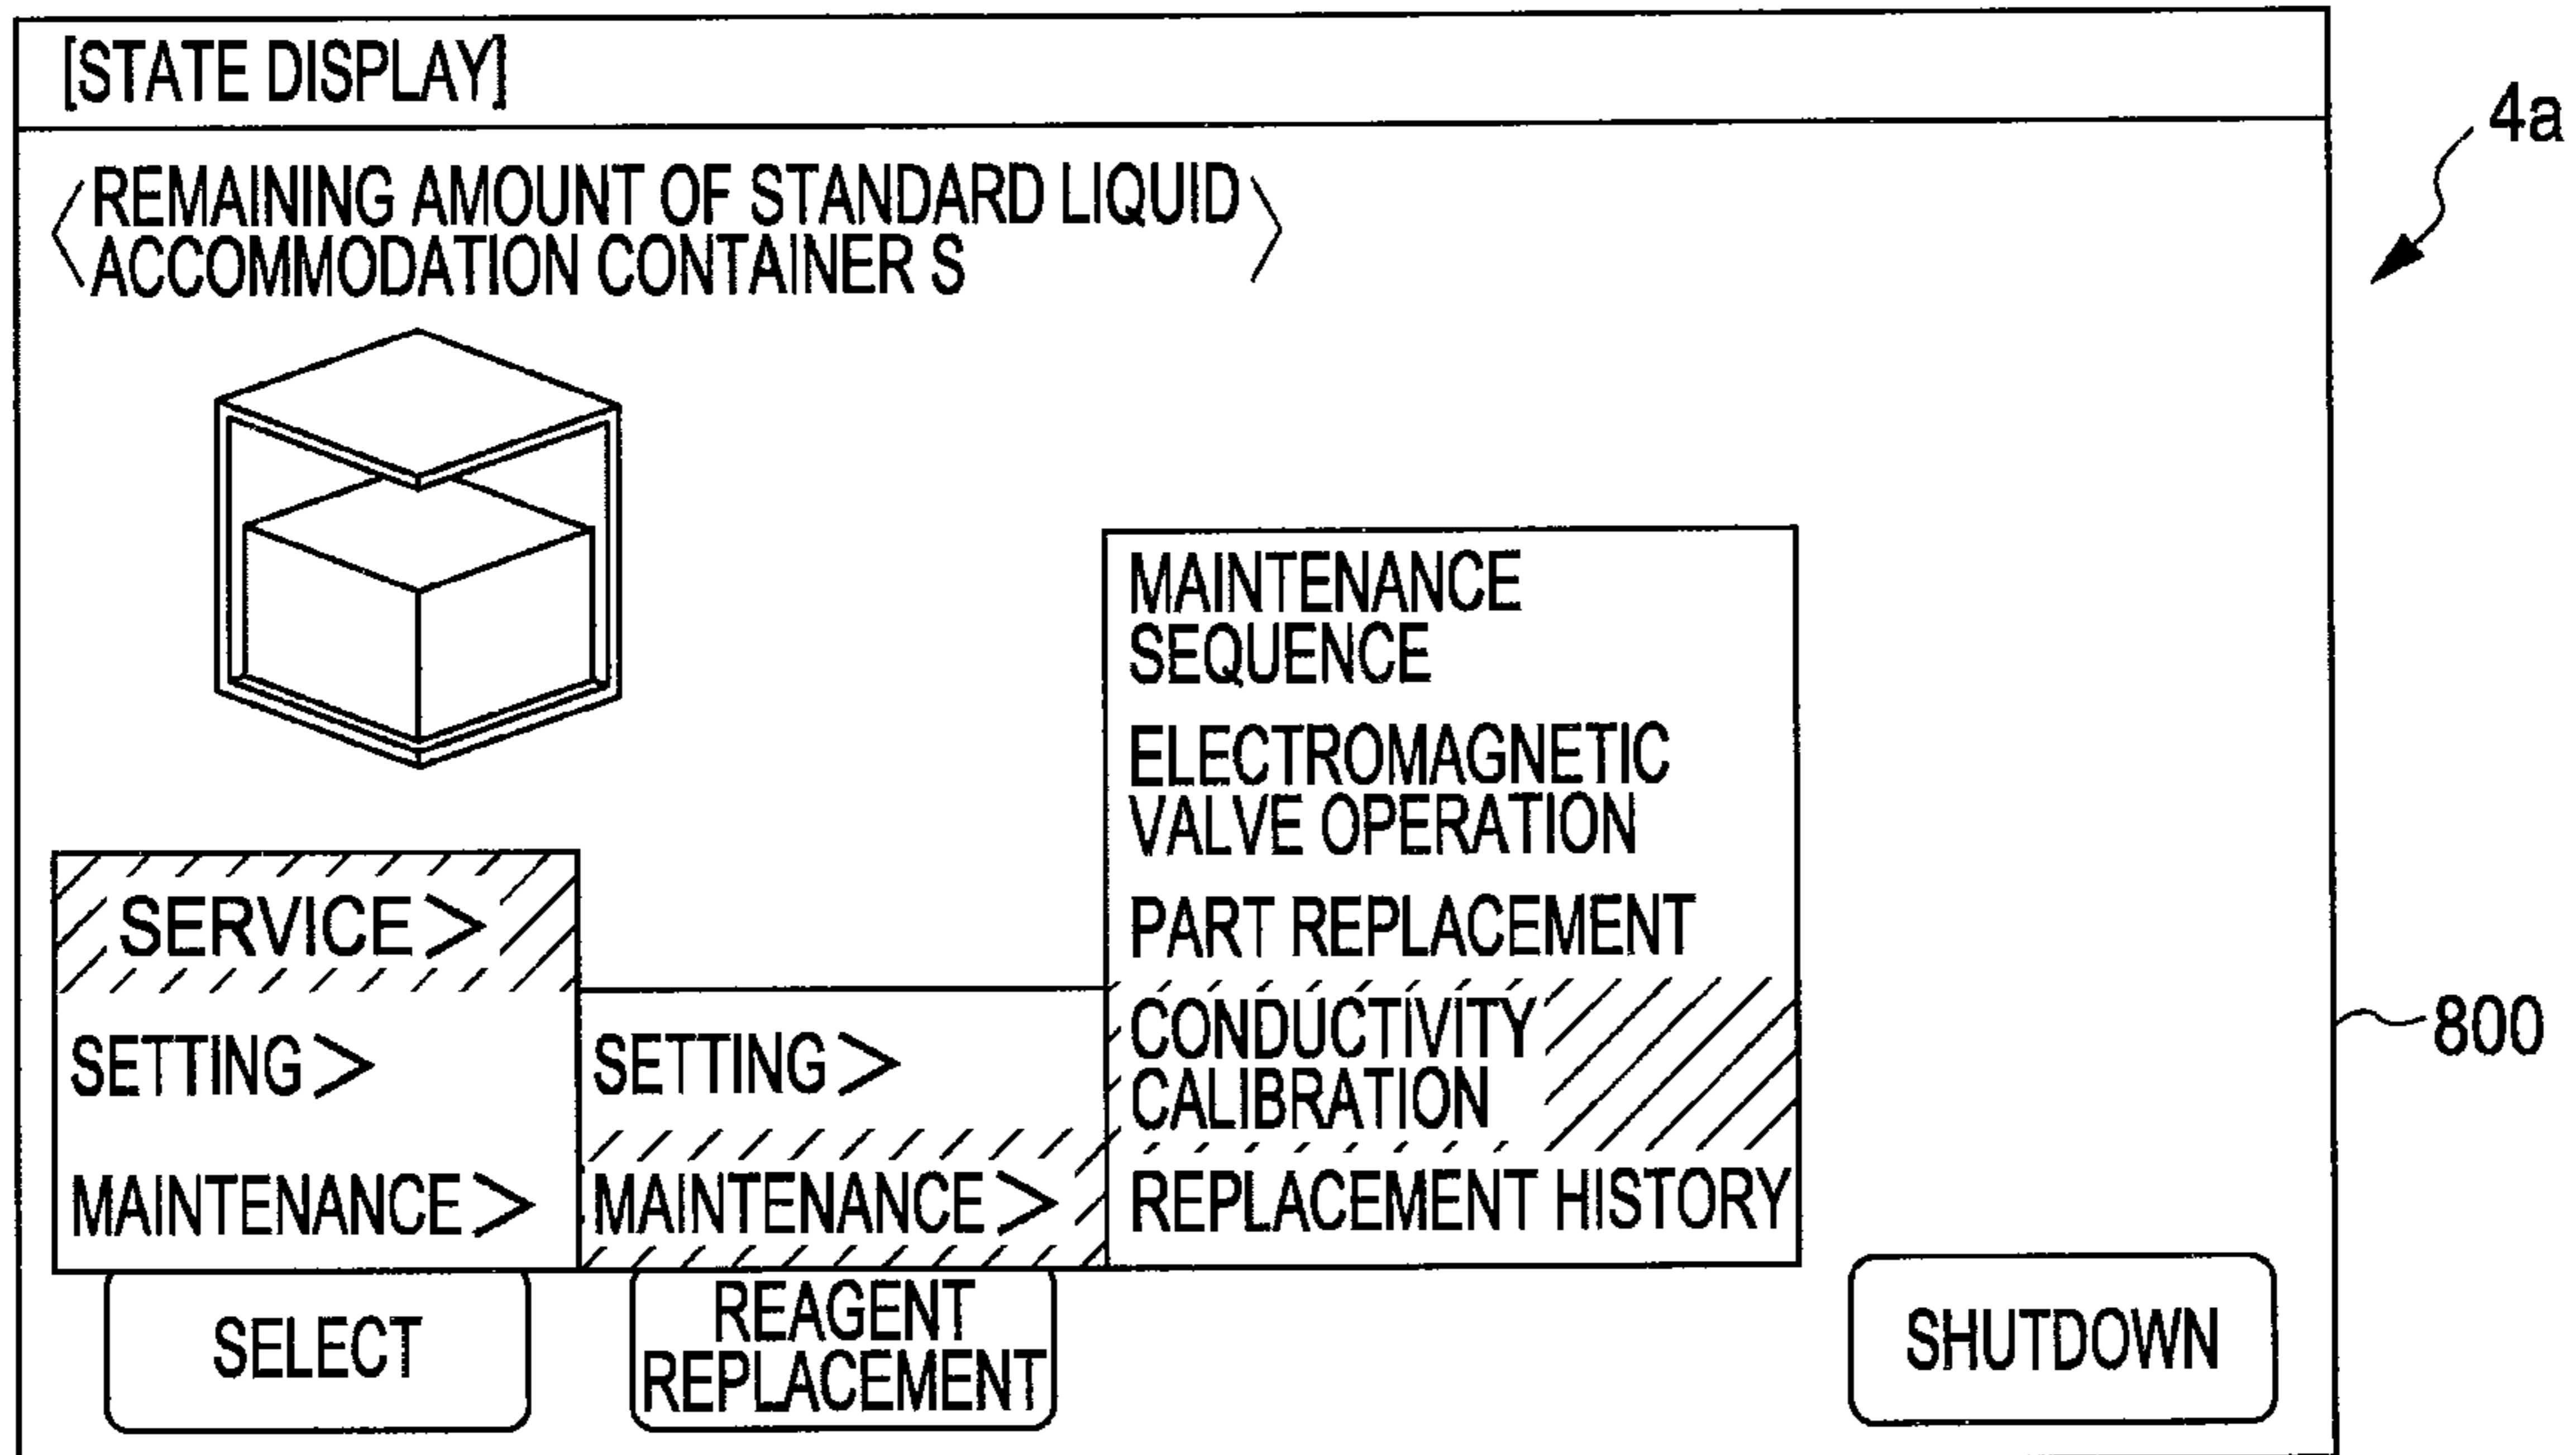 [STATE DISPLAY]
4a
〈REMAINING AMOUNT OF STANDARD LIQUID
ACCOMMODATION CONTAINER S〉
MAINTENANCE
SEQUENCE
ELECTROMAGNETIC
VALVE OPERATION
PART REPLACEMENT
CONDUCTIVITY
CALIBRATION
REPLACEMENT HISTORY
SERVICE >
SETTING >
MAINTENANCE >
SETTING >
MAINTENANCE >
800
SELECT
REAGENT
REPLACEMENT
SHUTDOWN